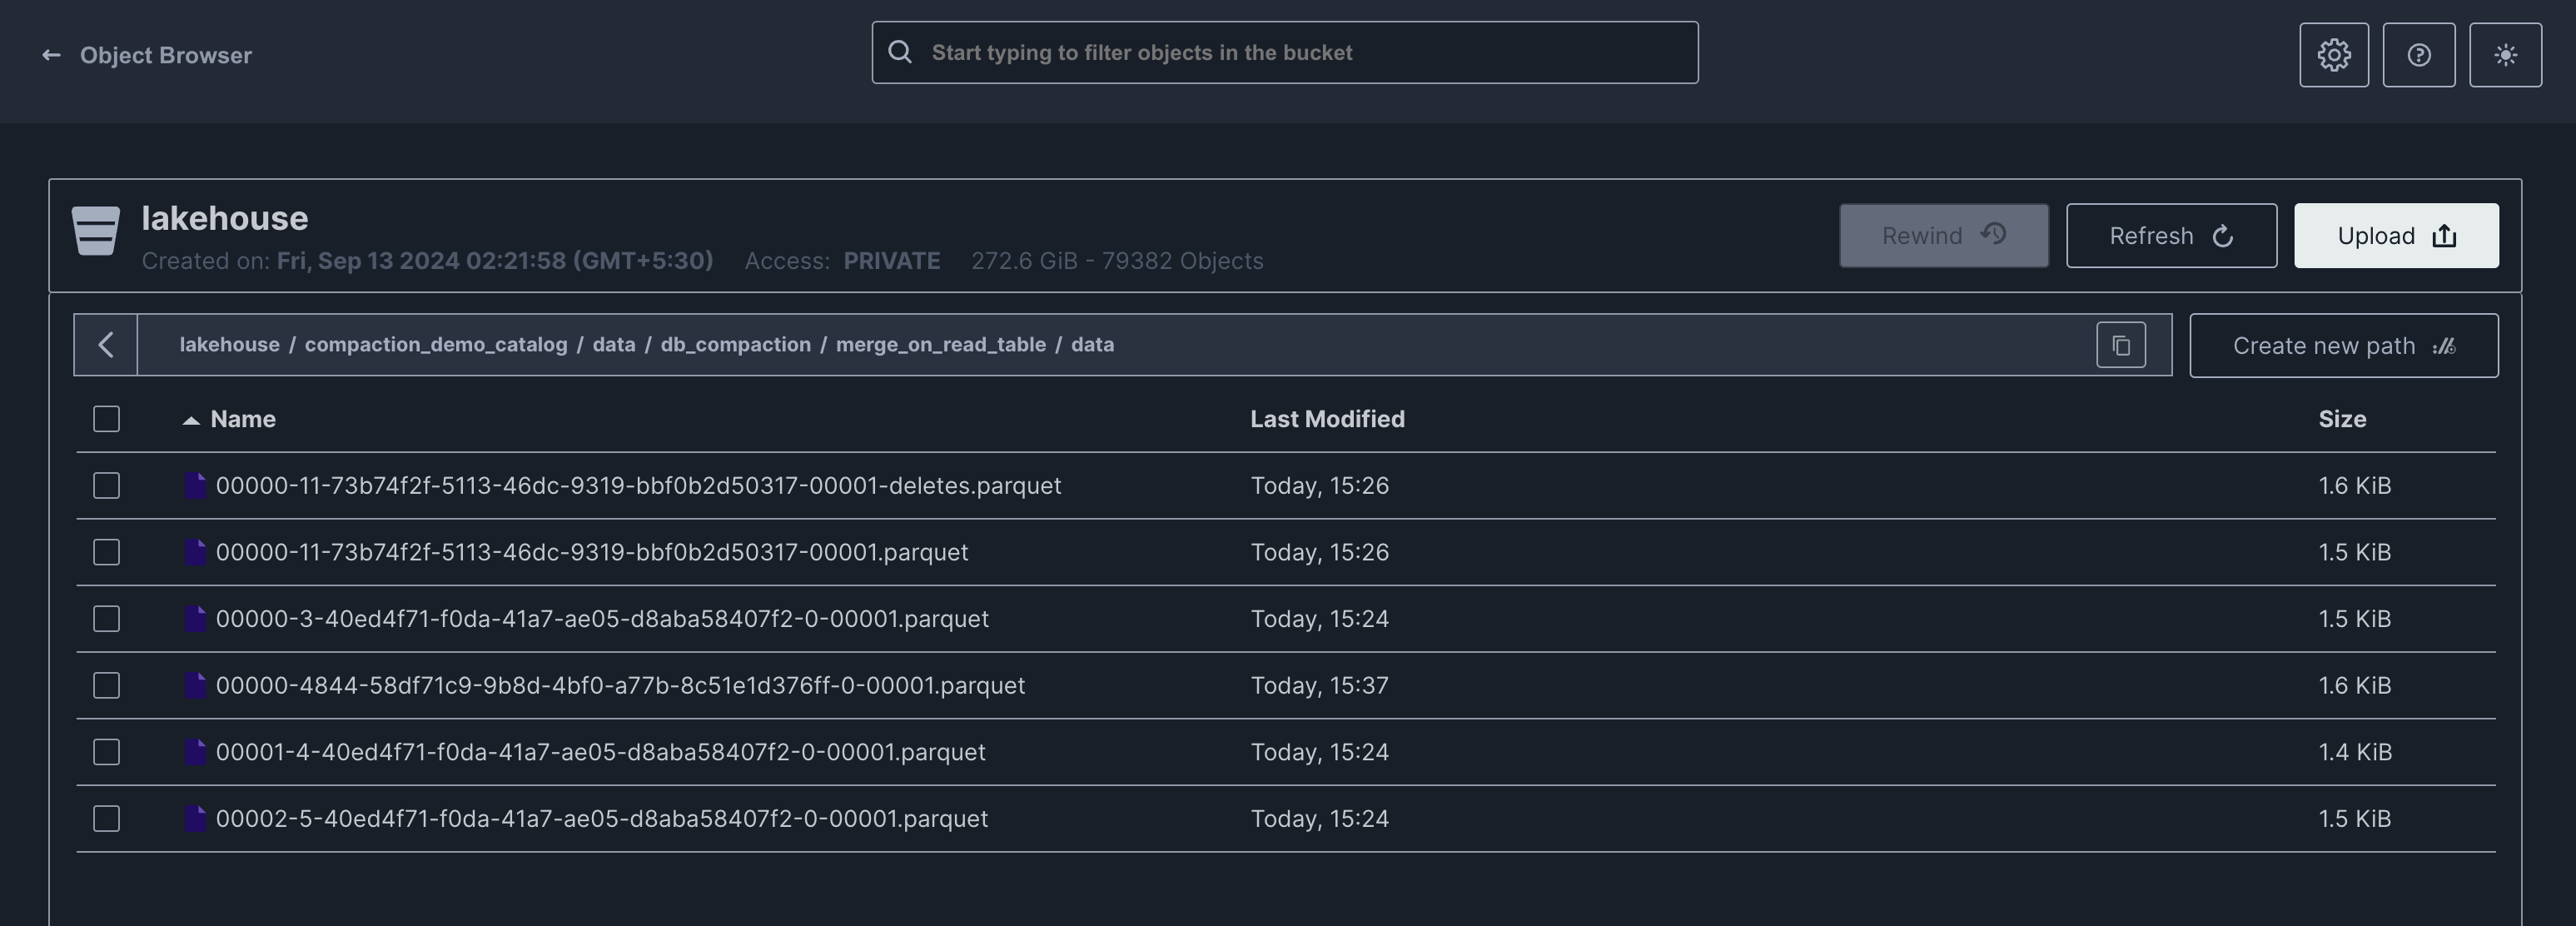 Object Browser
Start typing to filter objects in the bucket
lakehouse
Created on: Fri, Sep 13 2024 02:21:58 (GMT+5:30) Access: PRIVATE 272.6 GiB - 79382 Objects
Rewind Refresh Upload
lakehouse / compaction_demo_catalog / data / db_compaction / merge_on_read_table / data
Create new path
Name Last Modified Size
00000-11-73b74f2f-5113-46dc-9319-bbf0b2d50317-00001-deletes.parquet Today, 15:26 1.6 KiB
00000-11-73b74f2f-5113-46dc-9319-bbf0b2d50317-00001.parquet Today, 15:26 1.5 KiB
00000-3-40ed4f71-f0da-41a7-ae05-d8aba58407f2-0-00001.parquet Today, 15:24 1.5 KiB
00000-4844-58df71c9-9b8d-4bf0-a77b-8c51e1d376ff-0-00001.parquet Today, 15:37 1.6 KiB
00001-4-40ed4f71-f0da-41a7-ae05-d8aba58407f2-0-00001.parquet Today, 15:24 1.4 KiB
00002-5-40ed4f71-f0da-41a7-ae05-d8aba58407f2-0-00001.parquet Today, 15:24 1.5 KiB